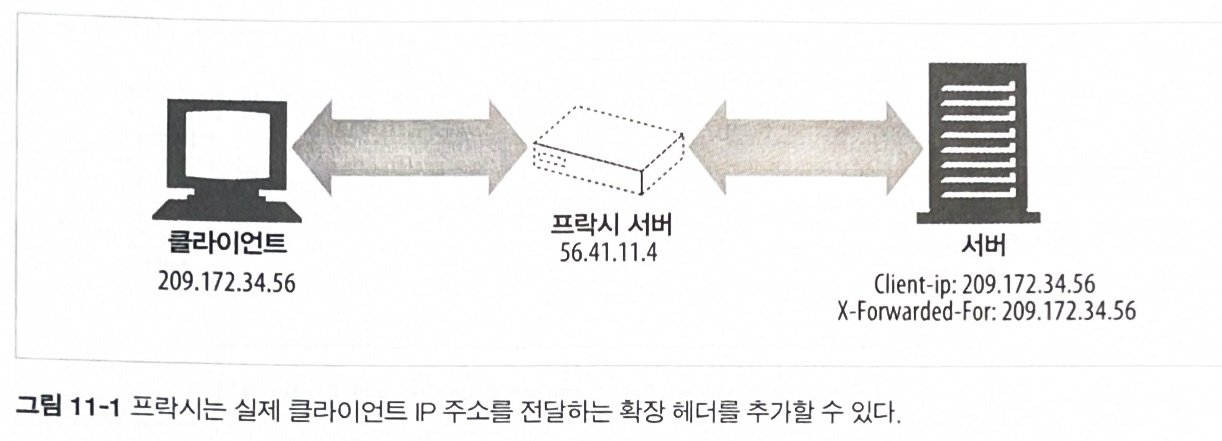 클라이언트
209.172.34.56
프락시 서버
56.41.11.4
서버
Client-ip: 209.172.34.56
X-Forwarded-For: 209.172.34.56
그림 11-1 프락시는 실제 클라이언트 IP 주소를 전달하는 확장 헤더를 추가할 수 있다.